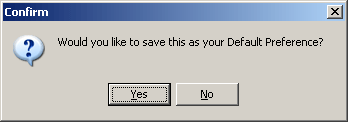 Confirm
Would you like to save this as your Default Preference?
Yes
No